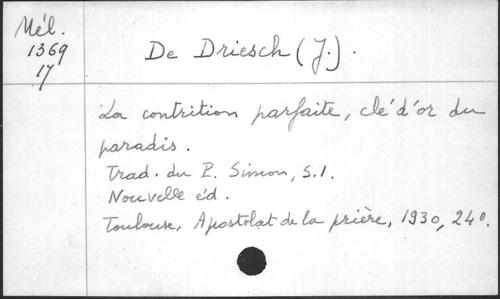 Mél.
1369
17
De Driesch (J.).
La contrition parfaite, clé d'or du
paradis.
Trad. du P. Simon, S.I.
Nouvelle éd.
Toulouse, Apostolat de la prière, 1930, 24°.